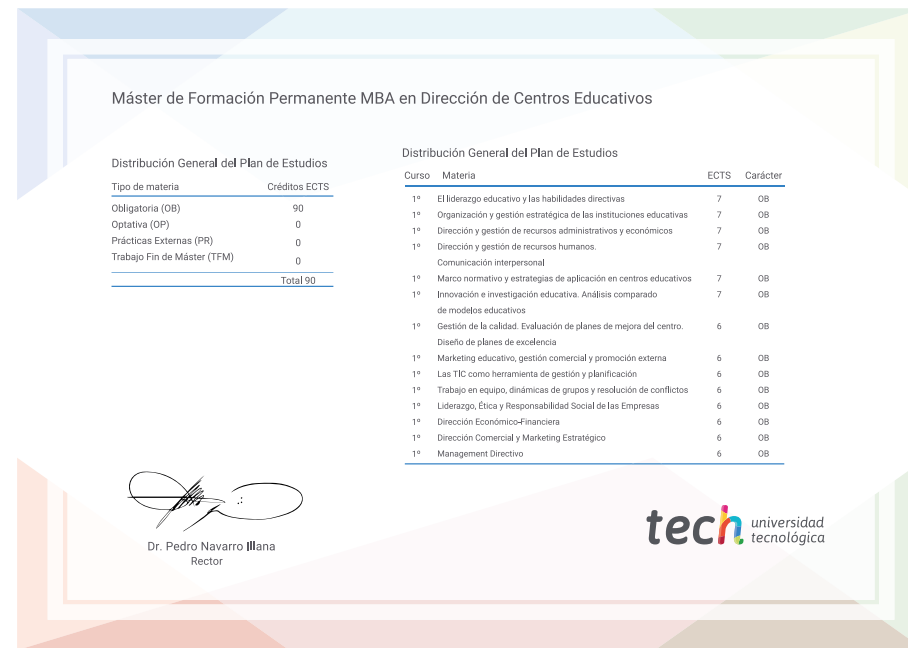 Máster de Formación Permanente MBA en Dirección de Centros Educativos
Distribución General del Plan de Estudios
Tipo de materia Créditos ECTS
Obligatoria (OB) 90
Optativa (OP) 0
Prácticas Externas (PR) 0
Trabajo Fin de Máster (TFM) 0
Total 90
Distribución General del Plan de Estudios
Curso Materia ECTS Carácter
1º El liderazgo educativo y las habilidades directivas 7 OB
1º Organización y gestión estratégica de las instituciones educativas 7 OB
1º Dirección y gestión de recursos administrativos y económicos 7 OB
1º Dirección y gestión de recursos humanos. 7 OB
Comunicación interpersonal
1º Marco normativo y estrategias de aplicación en centros educativos 7 OB
1º Innovación e investigación educativa. Análisis comparado 7 OB
de modelos educativos
1º Gestión de la calidad. Evaluación de planes de mejora del centro. 6 OB
Diseño de planes de excelencia
1º Marketing educativo, gestión comercial y promoción externa 6 OB
1º Las TIC como herramienta de gestión y planificación 6 OB
1º Trabajo en equipo, dinámicas de grupos y resolución de conflictos 6 OB
1º Liderazgo, Ética y Responsabilidad Social de las Empresas 6 OB
1º Dirección Económico-Financiera 6 OB
1º Dirección Comercial y Marketing Estratégico 6 OB
1º Management Directivo 6 OB
Dr. Pedro Navarro Illana
Rector
tech universidad
tecnológica